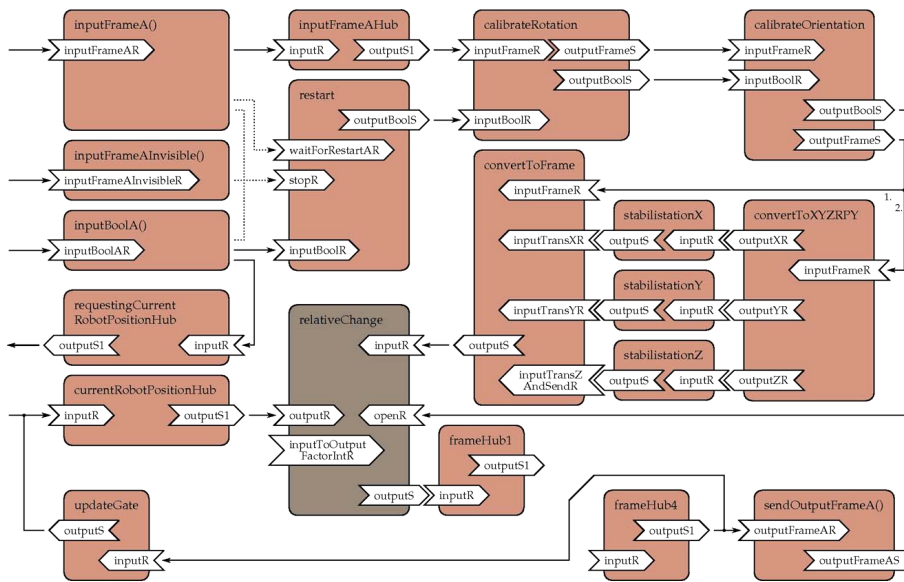 inputFrameA()
inputFrameAR
inputFrameAHub
inputR
outputS1
calibrateRotation
inputFrameR
outputFrameS
outputBoolS
inputBoolR
calibrateOrientation
inputFrameR
inputBoolR
outputBoolS
outputFrameS
restart
outputBoolS
waitForRestartAR
stopR
inputBoolR
inputFrameAInvisible()
inputFrameAInvisibleR
inputBoolA()
inputBoolAR
convertToFrame
inputFrameR
inputTransXR
inputTransYR
outputS
inputTransZ
AndSendR
stabilistationX
outputS
inputR
stabilistationY
outputS
inputR
stabilistationZ
outputS
inputR
convertToXYZRPY
outputXR
inputFrameR
outputYR
outputZR
1.
2.
requestingCurrent
RobotPositionHub
outputS1
inputR
relativeChange
inputR
outputR
openR
inputToOutput
FactorIntR
outputS
currentRobotPositionHub
inputR
outputS1
frameHub1
outputS1
inputR
updateGate
outputS
inputR
frameHub4
outputS1
inputR
sendOutputFrameA()
outputFrameAR
outputFrameAS